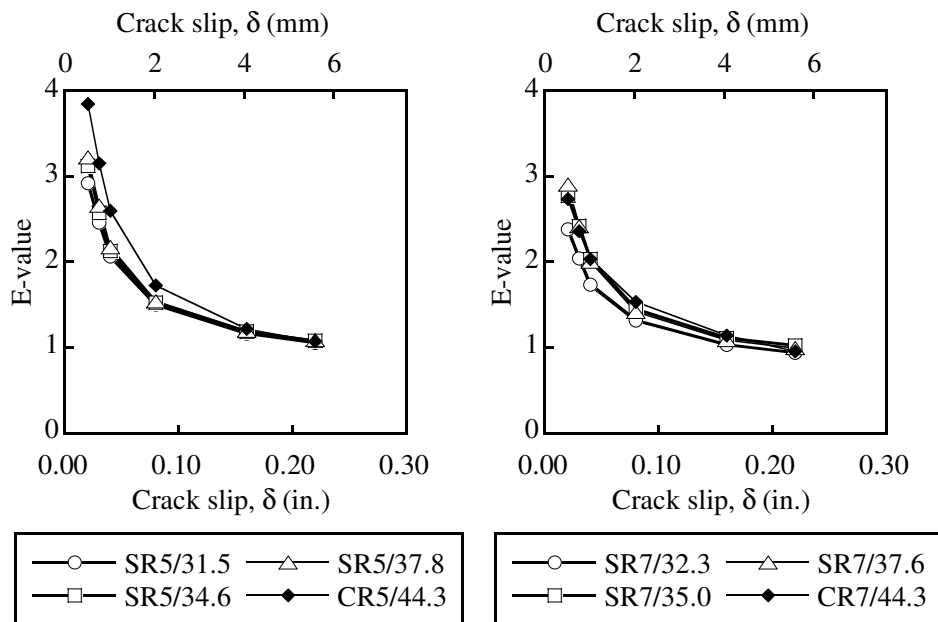 Crack slip, δ (mm)
0 2 4 6
4
3
2
1
0
E-value
0.00 0.10 0.20 0.30
Crack slip, δ (in.)
SR5/31.5 SR5/37.8
SR5/34.6 CR5/44.3
Crack slip, δ (mm)
0 2 4 6
4
3
2
1
0
E-value
0.00 0.10 0.20 0.30
Crack slip, δ (in.)
SR7/32.3 SR7/37.6
SR7/35.0 CR7/44.3